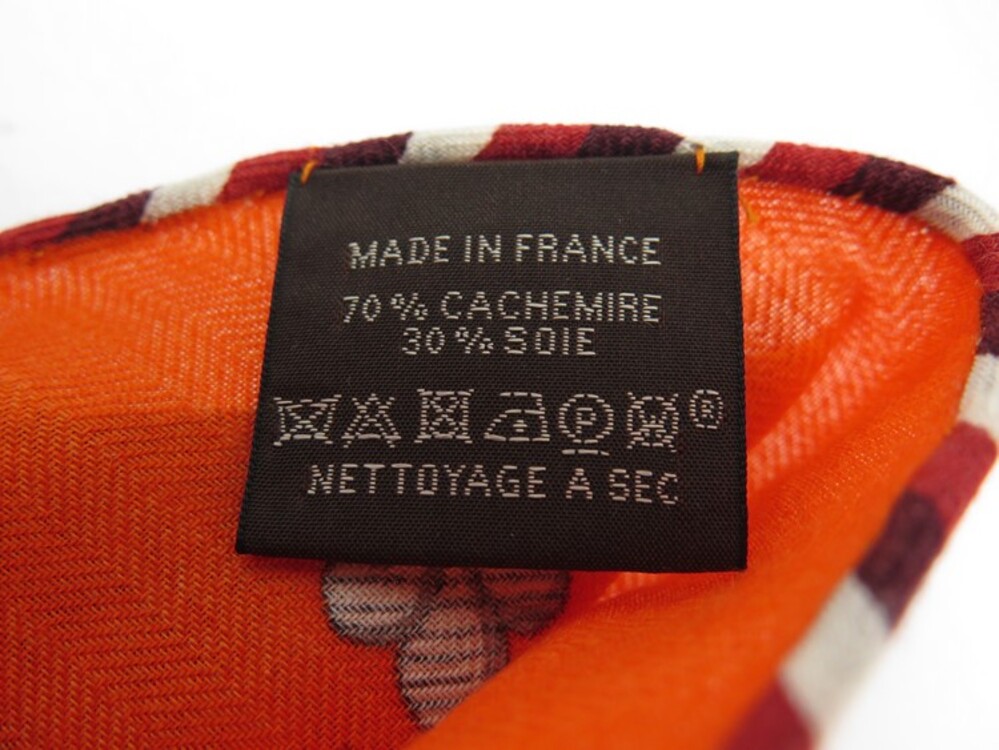 MADE IN FRANCE
70% CACHEMIRE
30% SOIE
P ®
NETTOYAGE A SEC